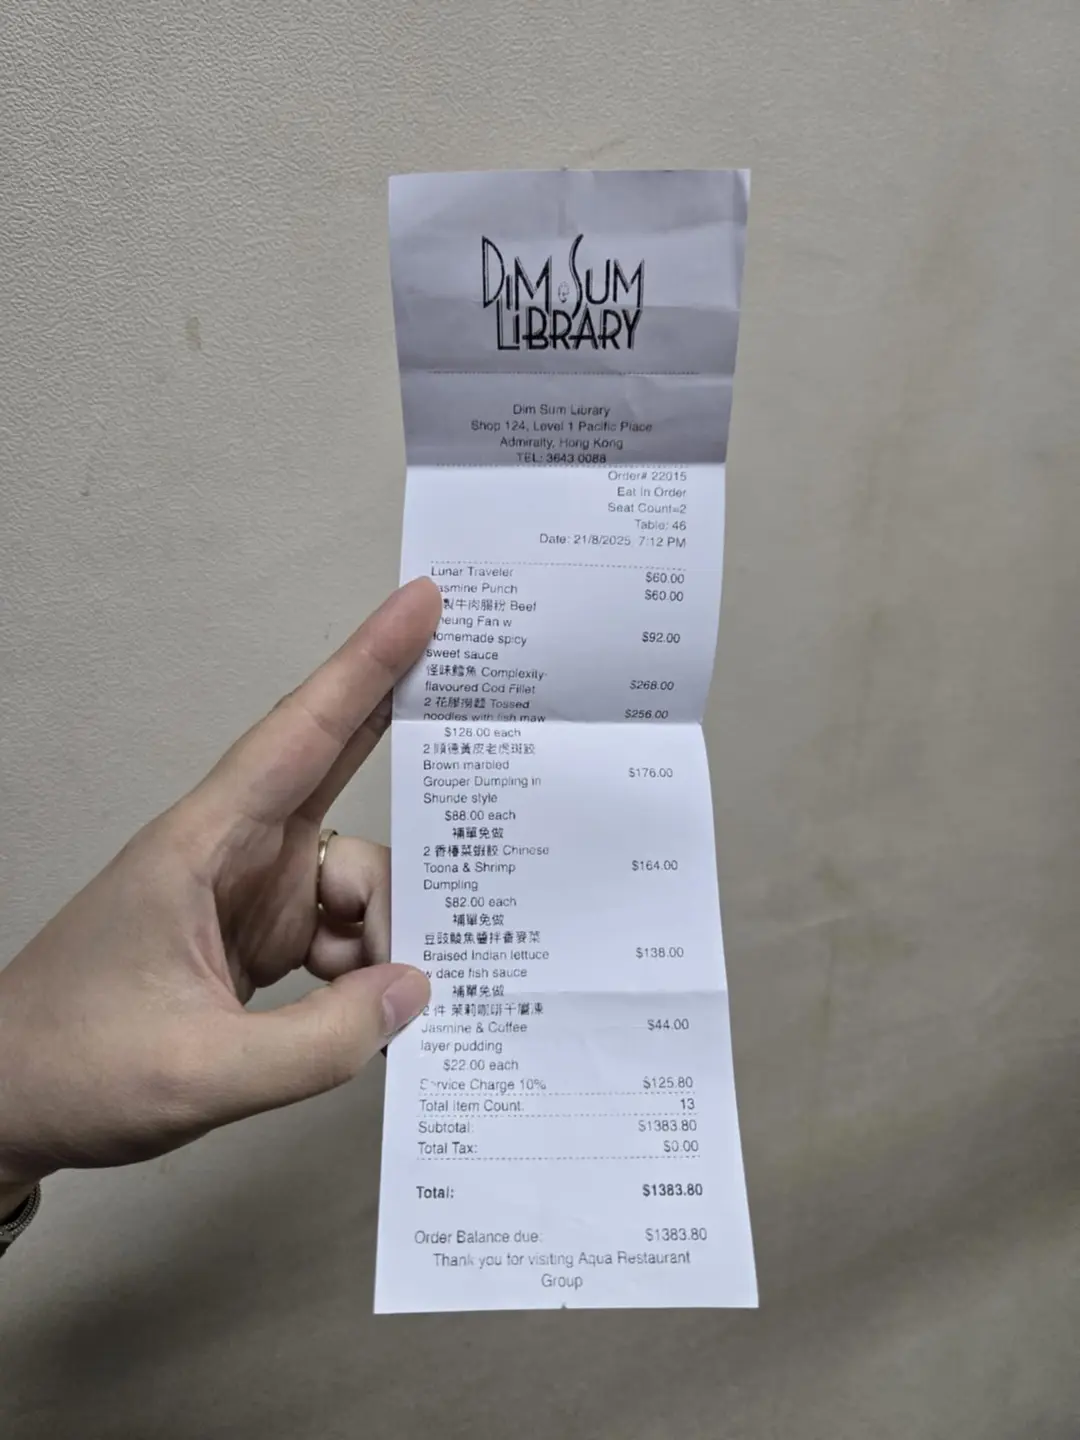 DIM SUM
LIBRARY
Dim Sum Library
Shop 124, Level 1 Pacific Place
Admiralty, Hong Kong
TEL: 3643 0088
Order# 22015
Eat In Order
Seat Count=2
Table: 46
Date: 21/8/2025, 7:12 PM
Lunar Traveler $60.00
Punch $60.00
製牛肉腸粉 Beef
Fan w
spicy $92.00
sweet sauce
怪味鱈魚 Complexity-
flavoured Cod Fillet $268.00
2 花膠撈麵 Tossed
noodles with fish maw $256.00
$128.00 each
2 順德黃皮老虎斑餃
Brown marbled
Grouper Dumpling in $176.00
Shunde style
$88.00 each
補單免做
2 香椿菜蝦餃 Chinese
Toona & Shrimp $164.00
Dumpling
$82.00 each
補單免做
豆豉鯪魚醬拌香麥菜
Braised Indian lettuce $138.00
w dace fish sauce
補單免做
2 件 茉莉咖啡千層凍
Jasmine & Coffee $44.00
layer pudding
$22.00 each
Service Charge 10% $125.80
Total Item Count: 13
Subtotal: $1383.80
Total Tax: $0.00
Total: $1383.80
Order Balance due: $1383.80
Thank you for visiting Aqua Restaurant
Group